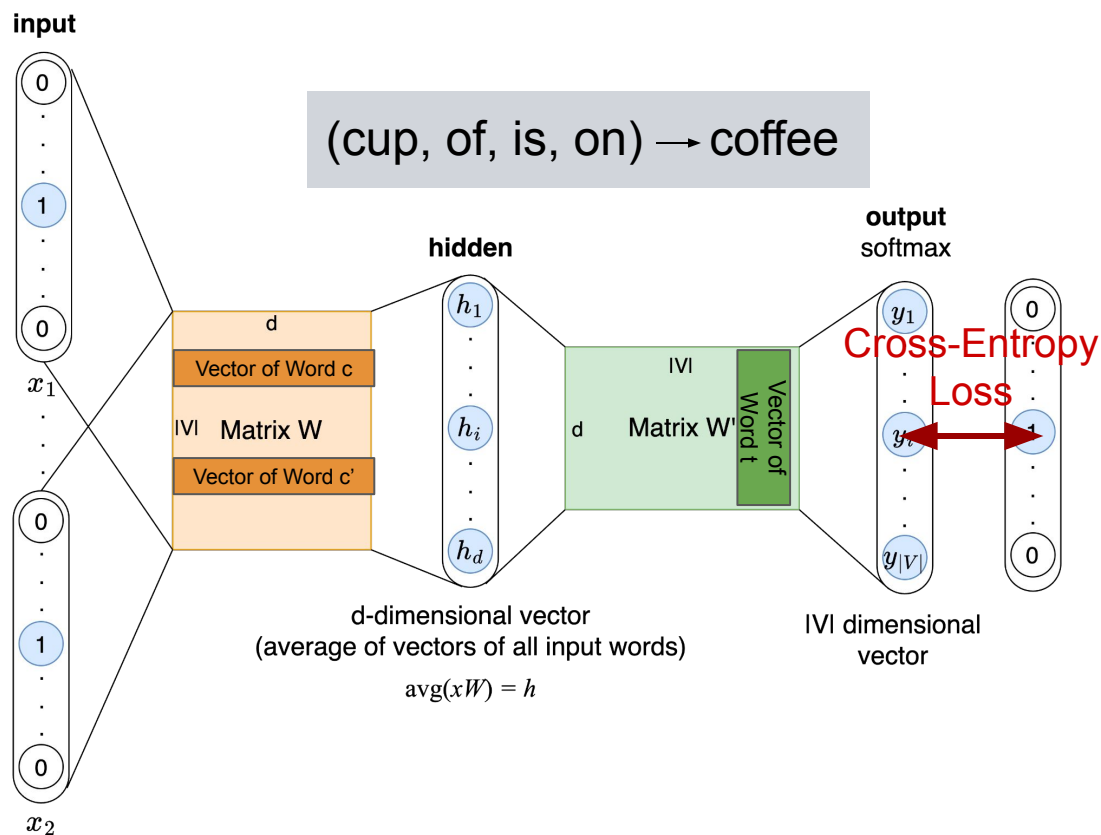 input
0
1
0
x₁
0
1
0
x₂
(cup, of, is, on) → coffee
d
Vector of Word c
|V| Matrix W
Vector of Word c’
hidden
h₁
hᵢ
h_d
d-dimensional vector
(average of vectors of all input words)
avg(xW) = h
|V|
d Matrix W'
Vector of
Word t
output
softmax
y₁
yᵢ
y|V|
|V| dimensional
vector
Cross-Entropy
Loss
0
1
0